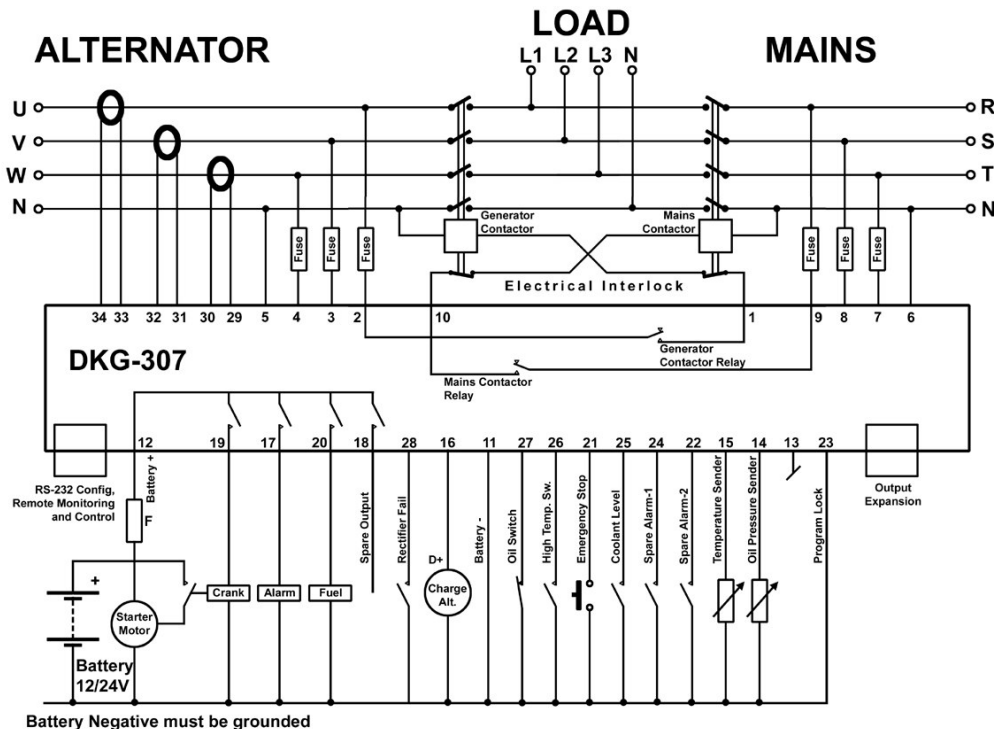 ALTERNATOR
LOAD
MAINS
L1 L2 L3 N
U
V
W
N
R
S
T
N
Generator
Contactor
Mains
Contactor
Fuse
Fuse
Fuse
Fuse
Fuse
Fuse
Electrical Interlock
34 33 32 31 30 29 5 4 3 2 10 1 9 8 7 6
DKG-307
Generator
Contactor Relay
Mains Contactor
Relay
12 19 17 20 18 28 16 11 27 26 21 25 24 22 15 14 13 23
RS-232 Config,
Remote Monitoring
and Control
Output
Expansion
Battery +
Spare Output
Rectifier Fail
Battery -
Oil Switch
High Temp. Sw.
Emergency Stop
Coolant Level
Spare Alarm-1
Spare Alarm-2
Temperature Sender
Oil Pressure Sender
Program Lock
F
D+
Charge
Alt.
+
Crank
Alarm
Fuel
Starter
Motor
Battery
12/24V
Battery Negative must be grounded